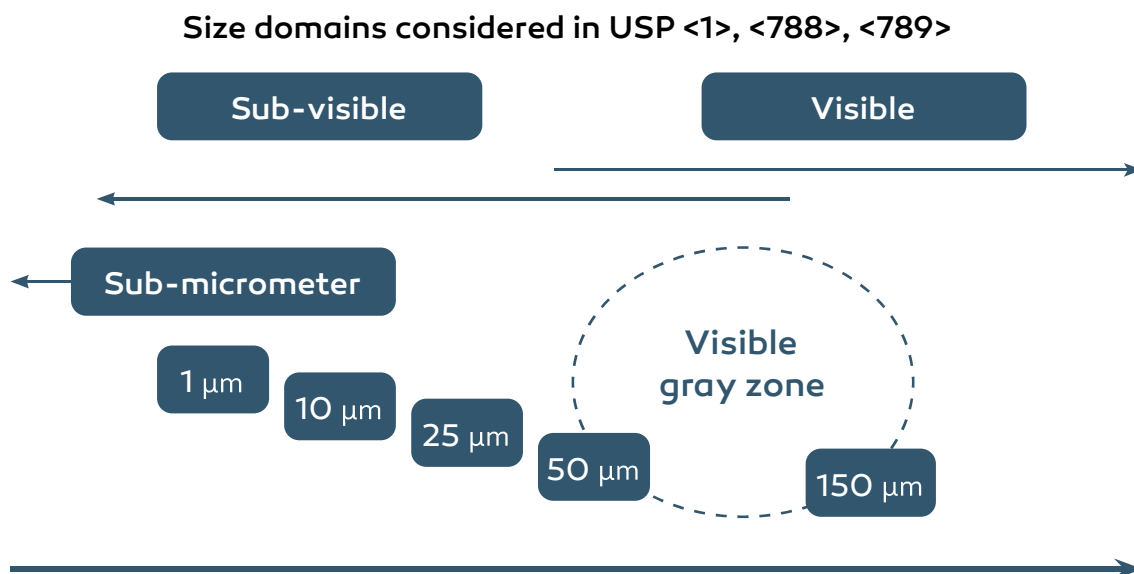 Size domains considered in USP <1>, <788>, <789>
Sub-visible
Visible
Sub-micrometer
Visible
gray zone
1 µm
10 µm
25 µm
50 µm
150 µm